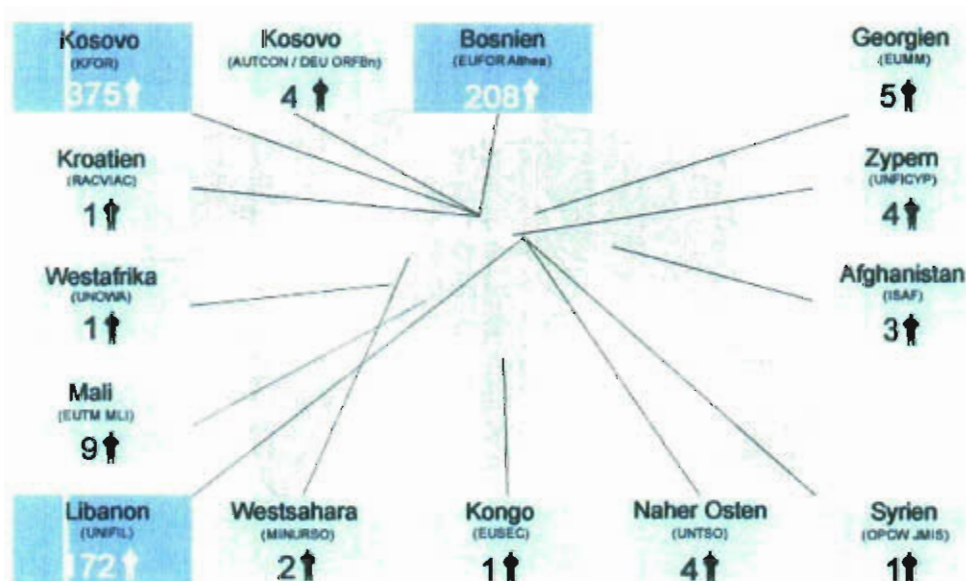 Kosovo
(KFOR)
375
Kosovo
(AUTCON / DEU ORFBn)
4
Bosnien
(EUFOR Althea)
208
Georgien
(EUMM)
5
Kroatien
(RACVIAC)
1
Zypern
(UNFICYP)
4
Westafrika
(UNOWA)
1
Afghanistan
(ISAF)
3
Mali
(EUTM MLI)
9
Libanon
(UNIFIL)
172
Westsahara
(MINURSO)
2
Kongo
(EUSEC)
1
Naher Osten
(UNTSO)
4
Syrien
(OPCW JMIS)
1